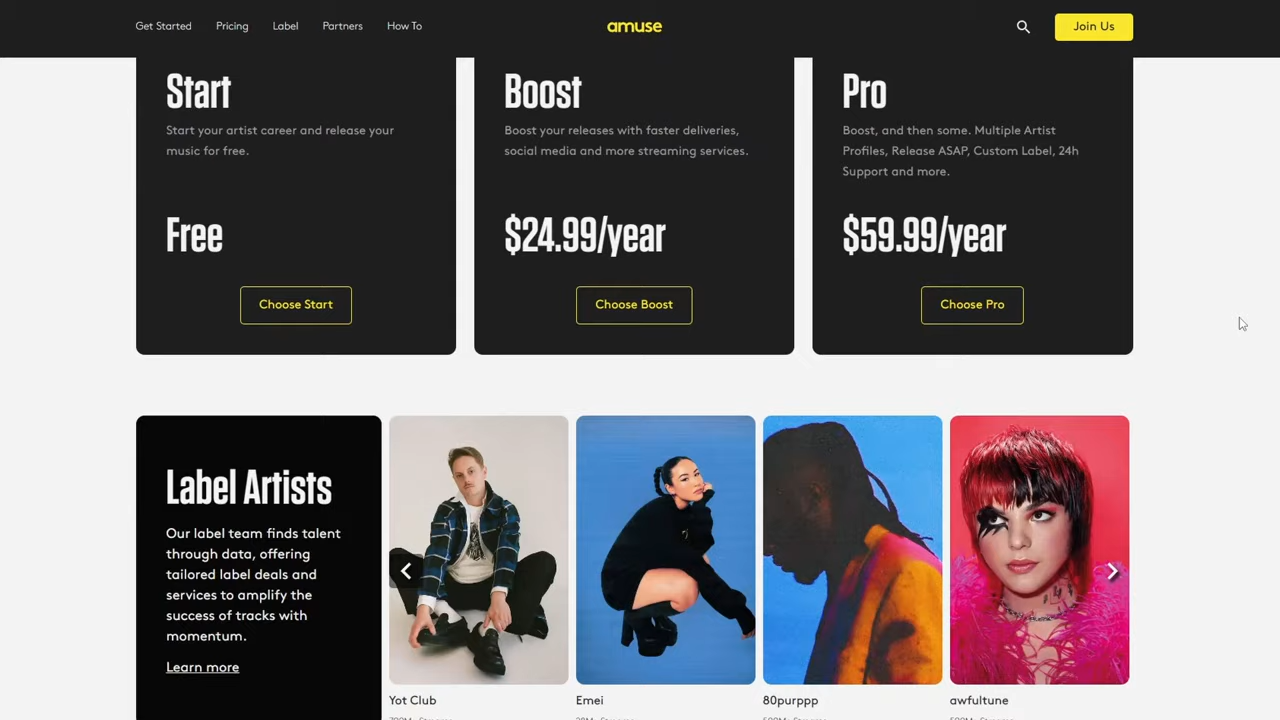 Get Started Pricing Label Partners How To amuse Join Us
Start
Start your artist career and release your
music for free.
Free
Choose Start
Boost
Boost your releases with faster deliveries,
social media and more streaming services.
$24.99/year
Choose Boost
Pro
Boost, and then some. Multiple Artist
Profiles, Release ASAP, Custom Label, 24h
Support and more.
$59.99/year
Choose Pro
Label Artists
Our label team finds talent
through data, offering
tailored label deals and
services to amplify the
success of tracks with
momentum.
Learn more
Yot Club
Emei
80purppp
awfultune